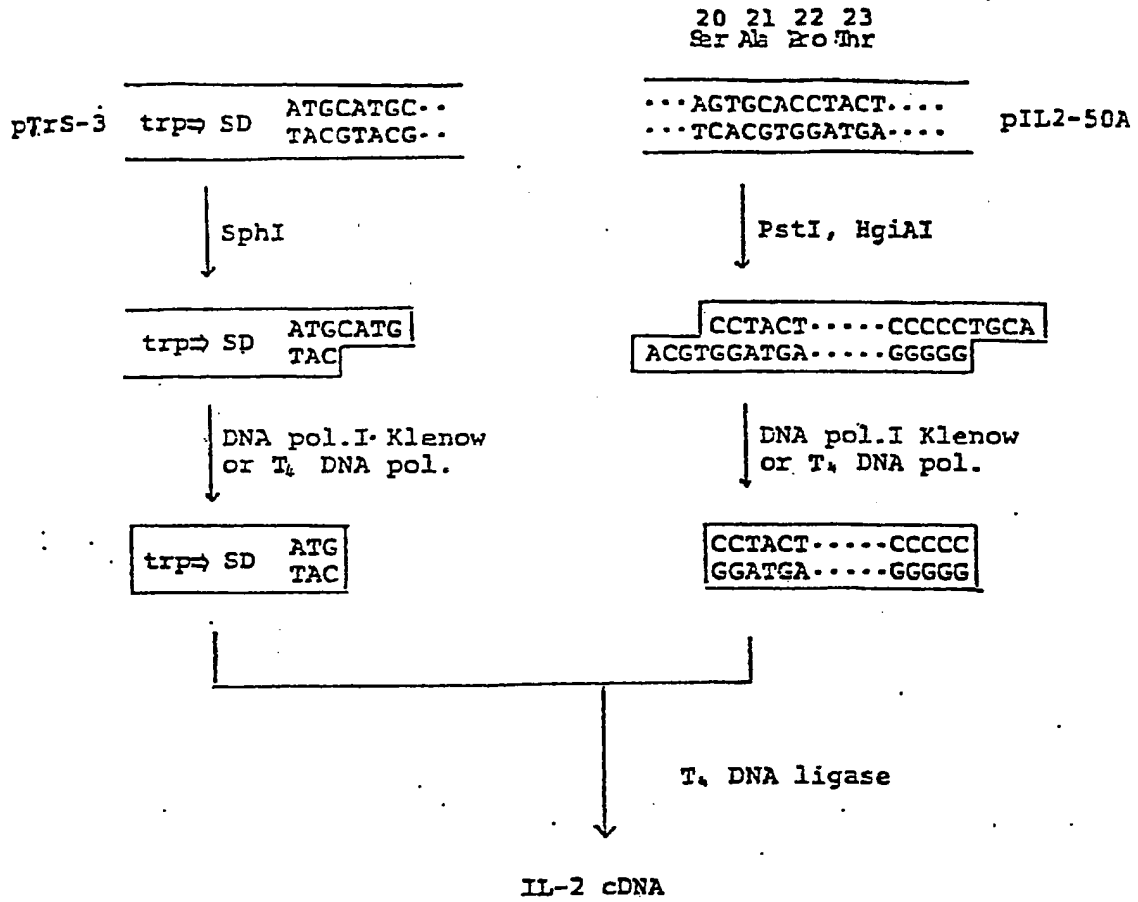 20 21 22 23
Ser Ala Pro Thr
pTrS-3 trp⇒ SD ATGCATGC··
TACGTACG··
···AGTGCACCTACT····
···TCACGTGGATGA····
pIL2-50A
SphI
PstI, HgiAI
trp⇒ SD ATGCATG
TAC
CCTACT·····CCCCCTGCA
ACGTGGATGA·····GGGGG
DNA pol.I· Klenow
or T₄ DNA pol.
DNA pol.I Klenow
or T₄ DNA pol.
trp⇒ SD ATG
TAC
CCTACT·····CCCCC
GGATGA·····GGGGG
T₄ DNA ligase
IL-2 cDNA